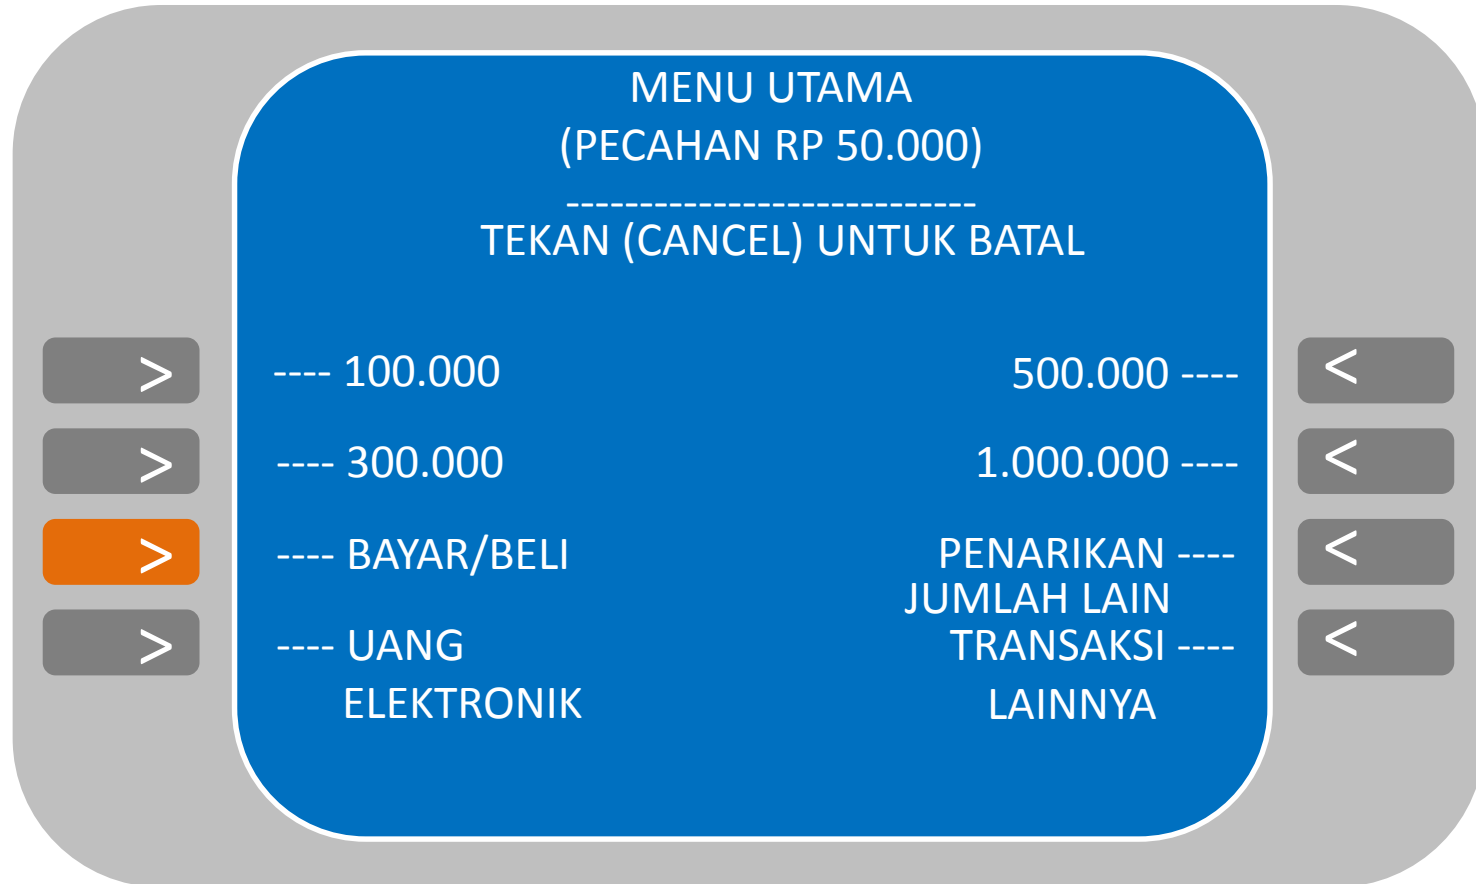 MENU UTAMA
(PECAHAN RP 50.000)
----------------------------
TEKAN (CANCEL) UNTUK BATAL
> ---- 100.000
500.000 ---- <
> ---- 300.000
1.000.000 ---- <
> ---- BAYAR/BELI
PENARIKAN ---- <
JUMLAH LAIN
> ---- UANG
ELEKTRONIK
TRANSAKSI ---- <
LAINNYA